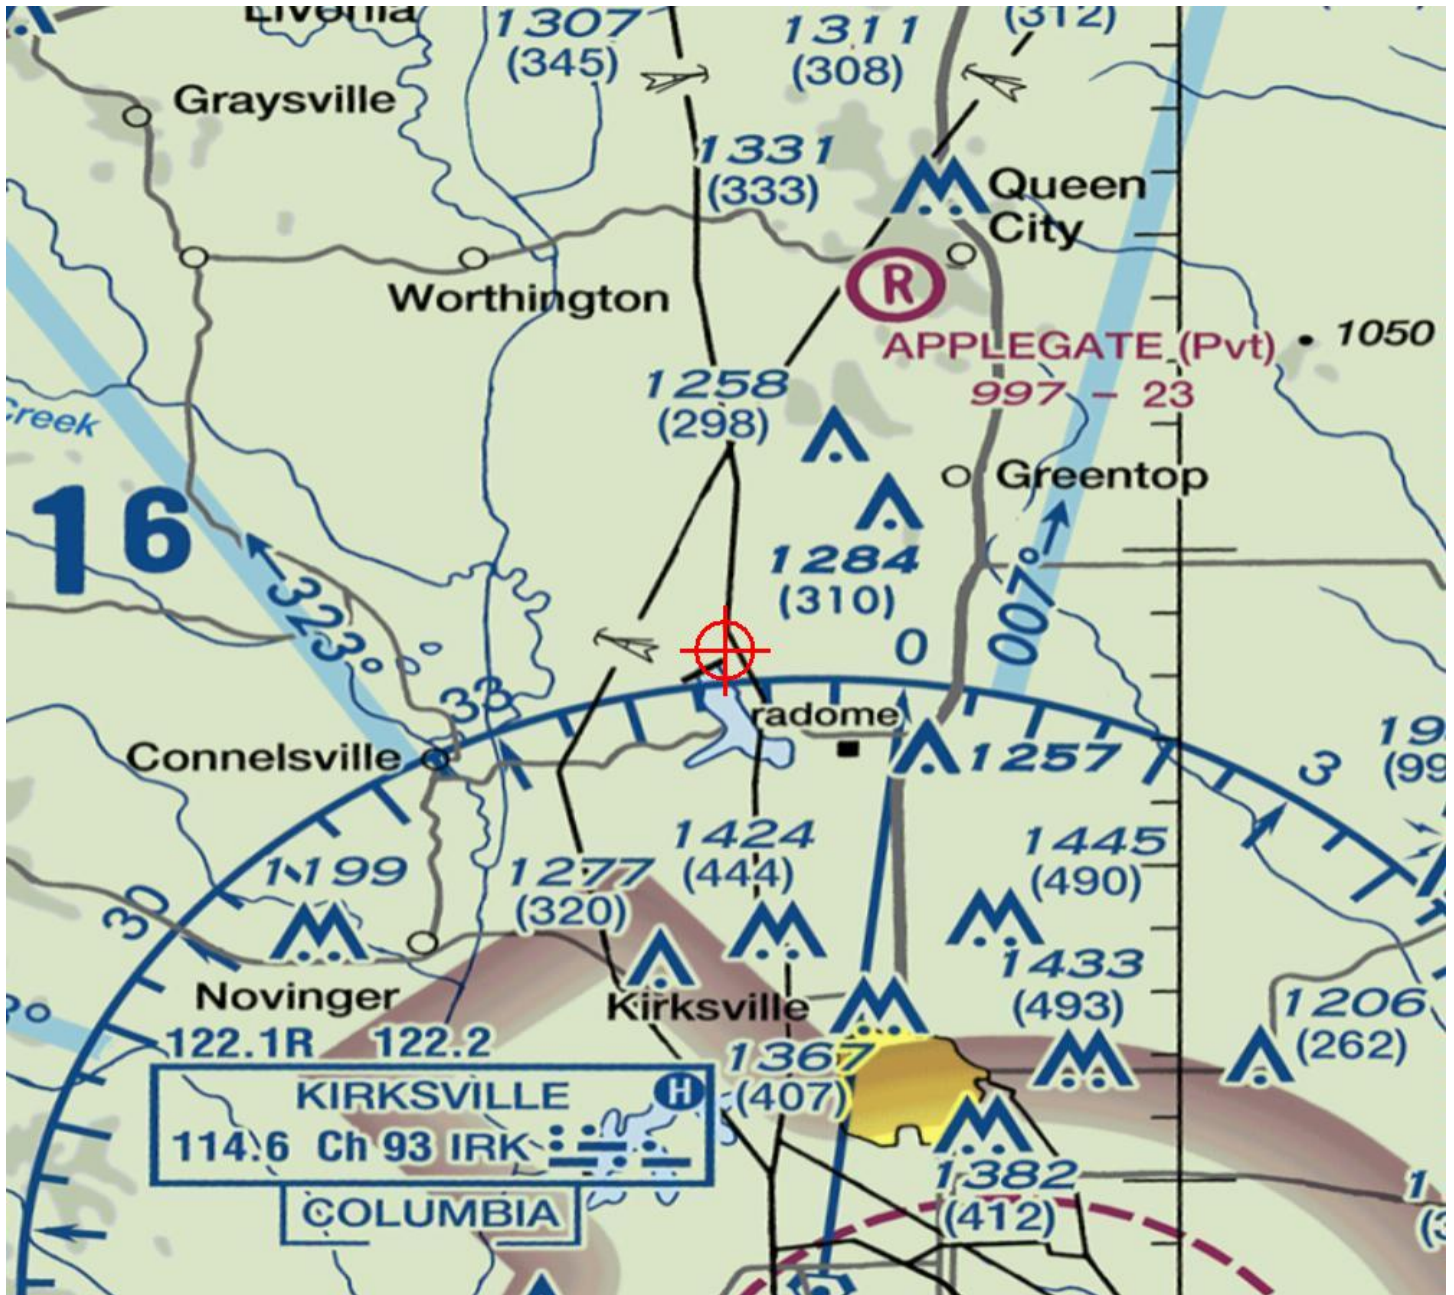 Livonia
1307
(345)
1311
(308)
(312)
Graysville
1331
(333)
Queen
City
Worthington
R
APPLEGATE (Pvt)
997 - 23
1050
1258
(298)
Creek
Greentop
16
1284
(310)
323°
007°
0
33
radome
Connelsville
1257
3
1424
(444)
1445
(490)
1199
1277
(320)
30
1433
(493)
Novinger
Kirksville
1206
(262)
122.1R 122.2
1367
(407)
KIRKSVILLE H
114.6 Ch 93 IRK
1382
(412)
COLUMBIA